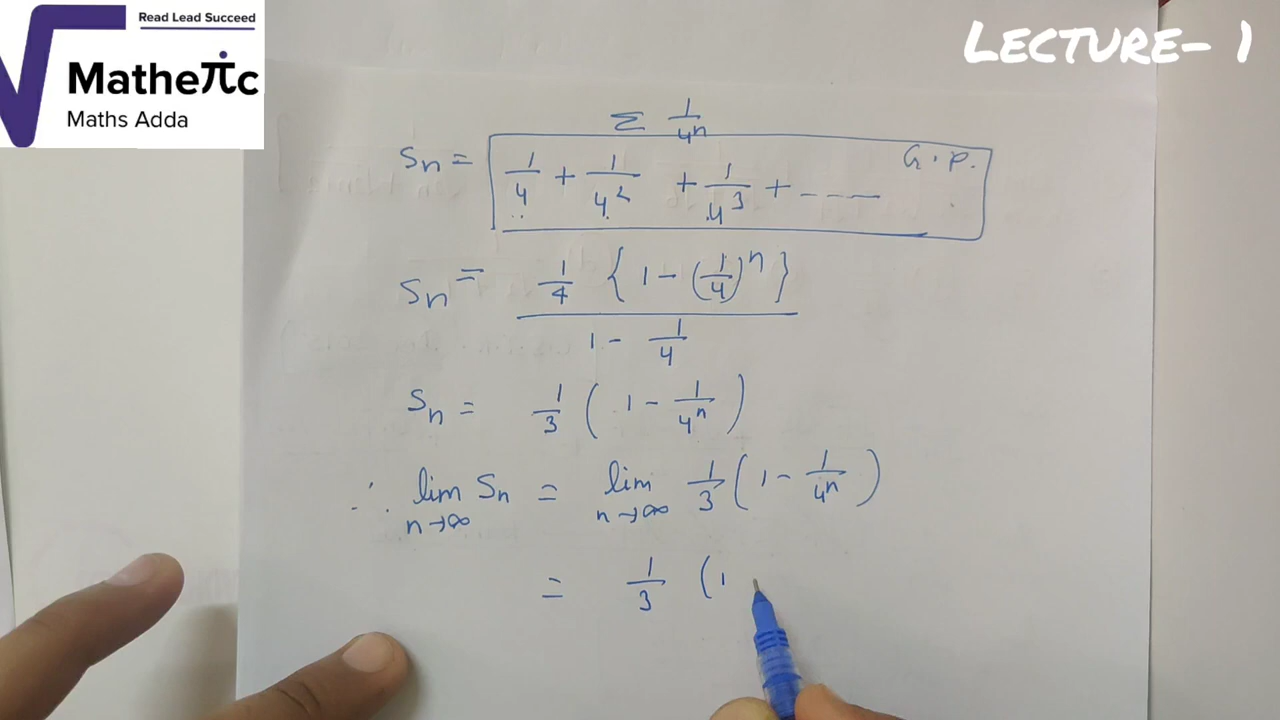 Read Lead Succeed
Matheπc
Maths Adda
LECTURE- 1
Σ 1/4ⁿ
Sn = 1/4 + 1/4² + 1/4³ + ---- G.P.
Sn = 1/4 {1 - (1/4)ⁿ} / 1 - 1/4
Sn = 1/3 (1 - 1/4ⁿ)
∴ lim n→∞ Sn = lim n→∞ 1/3 (1 - 1/4ⁿ)
= 1/3 (1